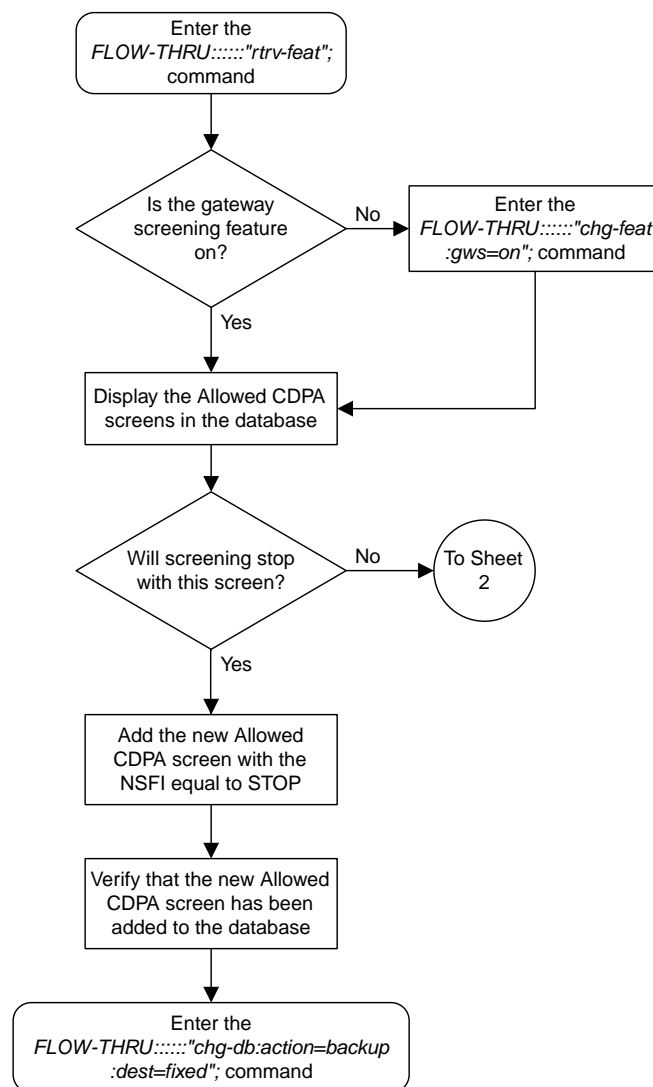 Enter the
FLOW-THRU::::::"rtrv-feat";
command
Is the gateway
screening feature
on?
No
Enter the
FLOW-THRU::::::"chg-feat
:gws=on"; command
Yes
Display the Allowed CDPA
screens in the database
Will screening stop
with this screen?
No
To Sheet
2
Yes
Add the new Allowed
CDPA screen with the
NSFI equal to STOP
Verify that the new Allowed
CDPA screen has been
added to the database
Enter the
FLOW-THRU::::::"chg-db:action=backup
:dest=fixed"; command